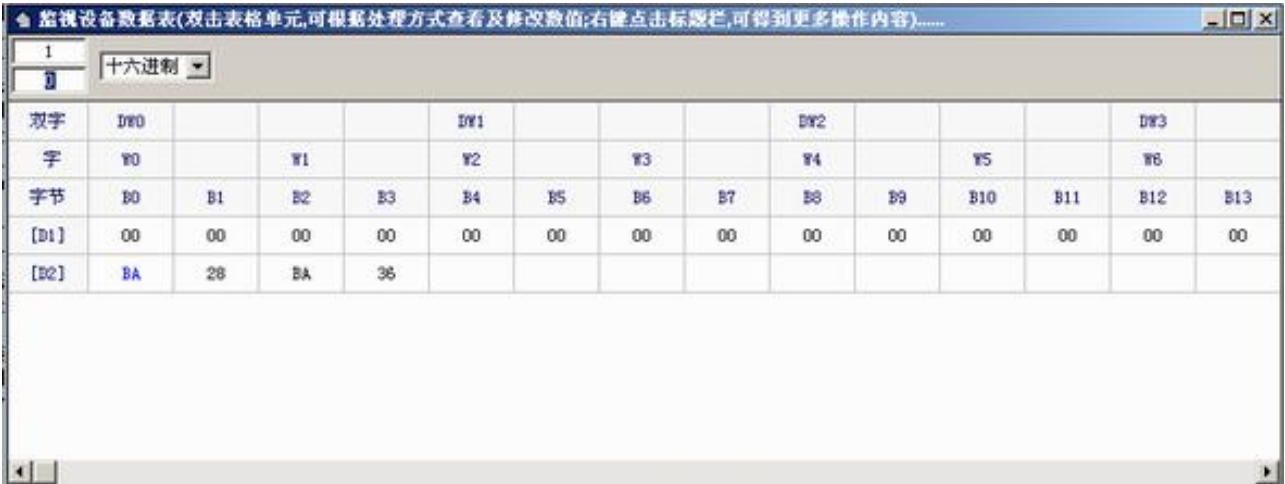 监视设备数据表(双击表格单元,可根据处理方式查看及修改数值;右键点击标题栏,可得到更多操作内容)......
1
0
十六进制
双字 DW0 DW1 DW2 DW3
字 W0 W1 W2 W3 W4 W5 W6
字节 B0 B1 B2 B3 B4 B5 B6 B7 B8 B9 B10 B11 B12 B13
[D1] 00 00 00 00 00 00 00 00 00 00 00 00 00 00
[D2] BA 28 BA 36